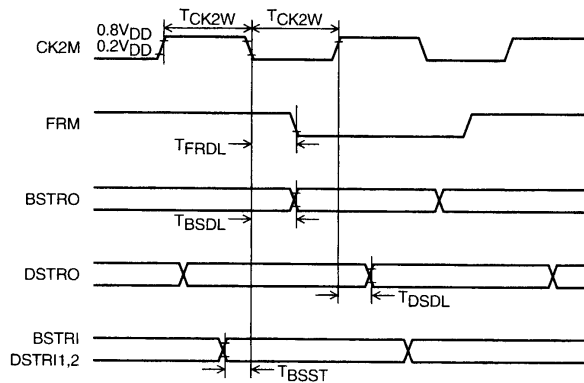 TCK2W TCK2W
0.8VDD
CK2M 0.2VDD
FRM
TFRDL
BSTRO
TBSDL
DSTRO
TDSDL
BSTRI
DSTRI1,2
TBSST